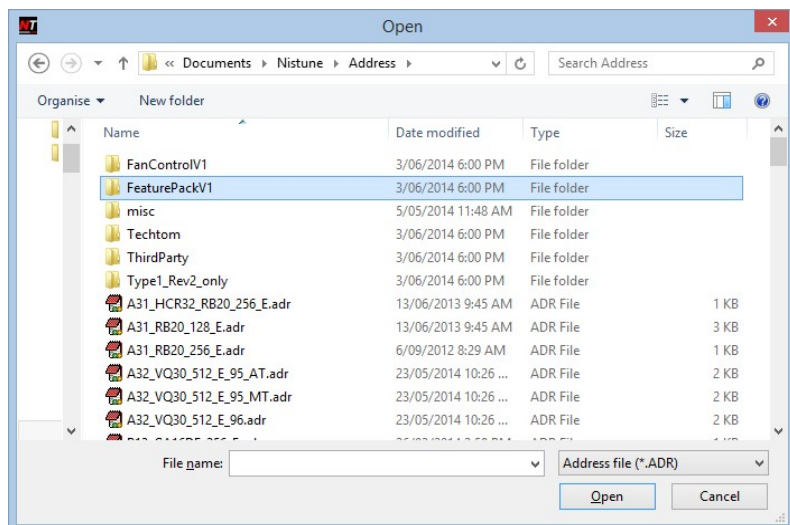 NT Open
« Documents Nistune Address Search Address
Organise New folder
Name Date modified Type Size
FanControlV1 3/06/2014 6:00 PM File folder
FeaturePackV1 3/06/2014 6:00 PM File folder
misc 5/05/2014 11:48 AM File folder
Techtom 3/06/2014 6:00 PM File folder
ThirdParty 3/06/2014 6:00 PM File folder
Type1_Rev2_only 3/06/2014 6:00 PM File folder
A31_HCR32_RB20_256_E.adr 13/06/2013 9:45 AM ADR File 1 KB
A31_RB20_128_E.adr 13/06/2013 9:45 AM ADR File 3 KB
A31_RB20_256_E.adr 6/09/2012 8:29 AM ADR File 1 KB
A32_VQ30_512_E_95_AT.adr 23/05/2014 10:26 ... ADR File 2 KB
A32_VQ30_512_E_95_MT.adr 23/05/2014 10:26 ... ADR File 2 KB
A32_VQ30_512_E_96.adr 23/05/2014 10:26 ... ADR File 2 KB
File name: Address file (*.ADR)
Open Cancel